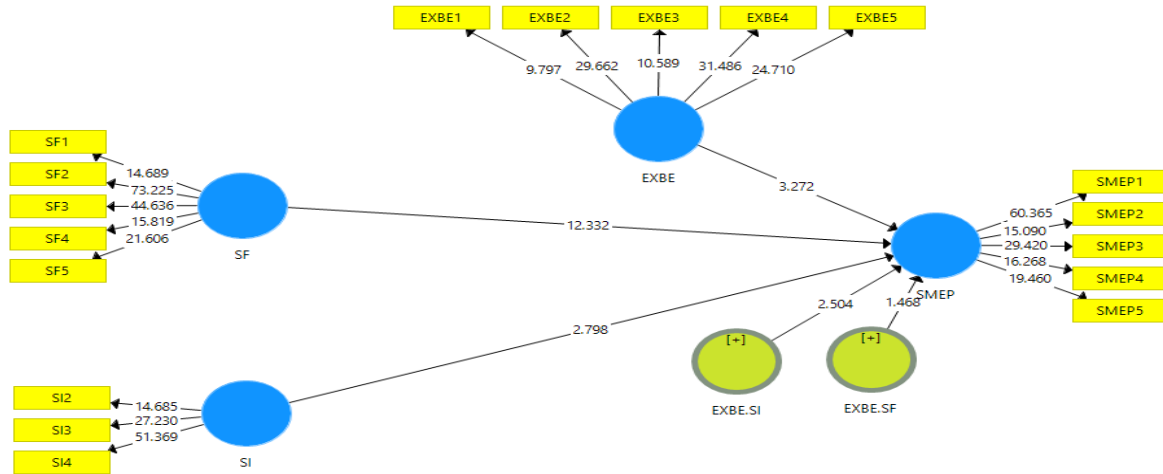 EXBE1 EXBE2 EXBE3 EXBE4 EXBE5
9.797 29.662 10.589 31.486 24.710
EXBE
SF1
SF2
SF3
SF4
SF5
14.689
73.225
44.636
15.819
21.606
SF
12.332
3.272
SMEP1
SMEP2
SMEP3
SMEP4
SMEP5
60.365
15.090
29.420
16.268
19.460
SMEP
2.798
2.504
1.468
[+] [+]
EXBE.SI EXBE.SF
SI2
SI3
SI4
14.685
27.230
51.369
SI